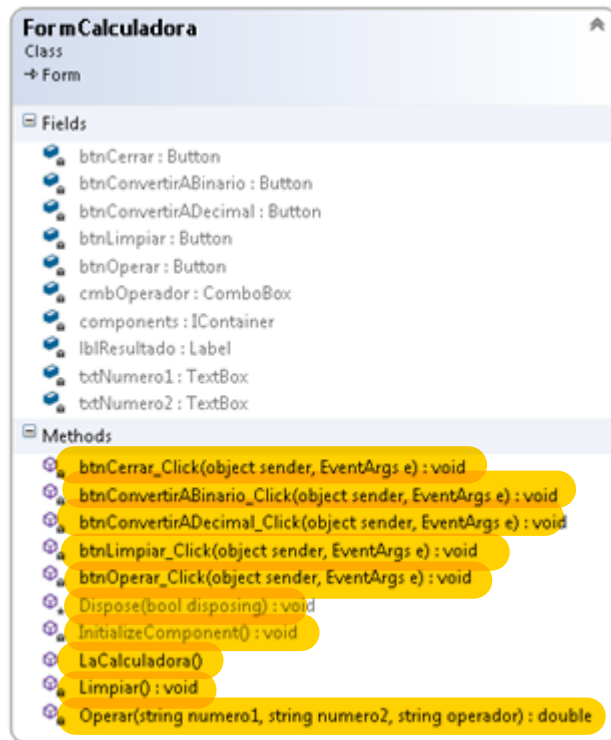 FormCalculadora
Class
Form
Fields
btnCerrar : Button
btnConvertirABinario : Button
btnConvertirADecimal : Button
btnLimpiar : Button
btnOperar : Button
cmbOperador : ComboBox
components : IContainer
lblResultado : Label
txtNumero1 : TextBox
txtNumero2 : TextBox
Methods
btnCerrar_Click(object sender, EventArgs e) : void
btnConvertirABinario_Click(object sender, EventArgs e) : void
btnConvertirADecimal_Click(object sender, EventArgs e) : void
btnLimpiar_Click(object sender, EventArgs e) : void
btnOperar_Click(object sender, EventArgs e) : void
Dispose(bool disposing) : void
InitializeComponent() : void
LaCalculadora()
Limpiar() : void
Operar(string numero1, string numero2, string operador) : double